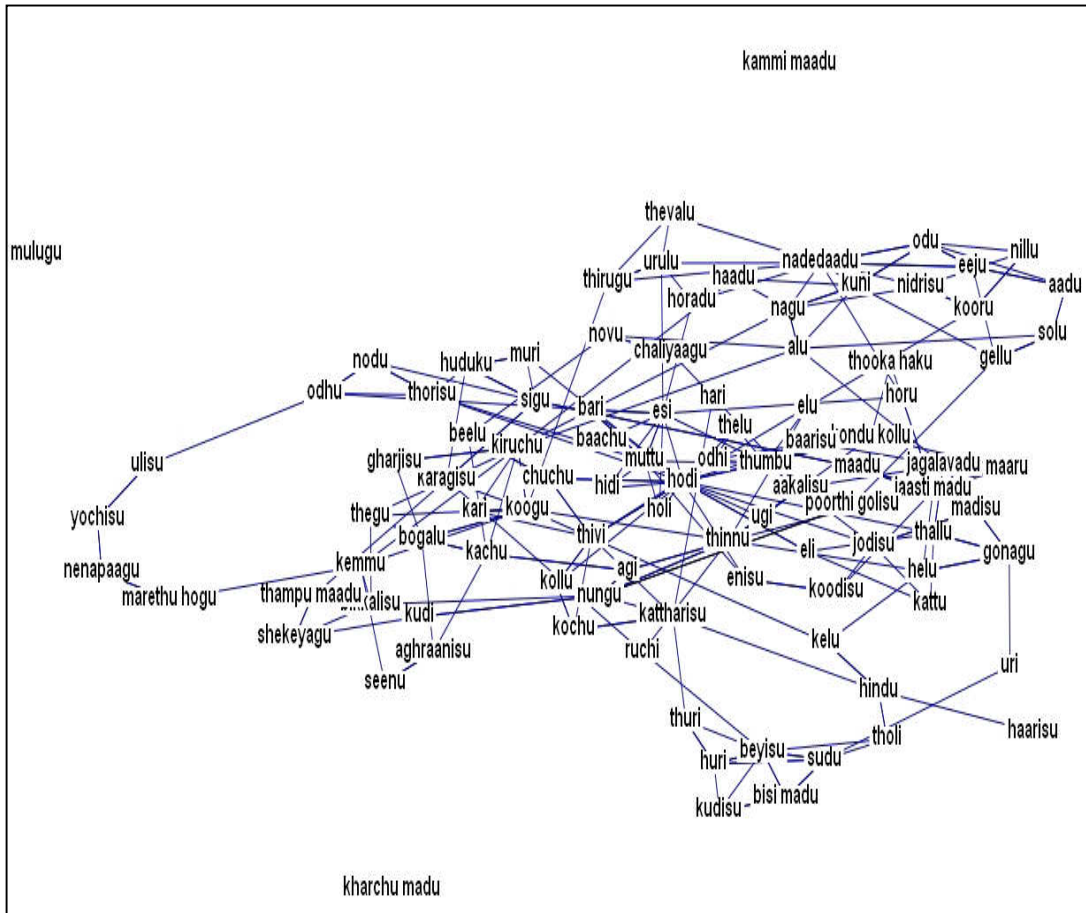 kammi maadu
thevalu
odu
nillu
mulugu
urulu
nadedaadu
eeju
thirugu
haadu
kuni
nidrisu
aadu
horadu
nagu
kooru
novu
solu
chaliyaagu
alu
muri
gellu
nodu
huduku
thooka haku
odhu
thorisu
sigu
hari
horu
bari
esi
elu
thelu
beelu
kiruchu
baachu
baarisu
kollu
gharjisu
muttu
odhi
thumbu
maadu
jagalavadu
maaru
ulisu
karagisu
chuchu
hidi
hodi
aakalisu
jaasti madu
yochisu
thegu
kari
koogu
holi
ugi
poorthi golisu
madisu
bogalu
thivi
thinnu
jodisu
thallu
nenapaagu
kachu
eli
gonagu
kemmu
agi
helu
marethu hogu
thampu maadu
kollu
enisu
koodisu
kattu
nungu
kudi
kattharisu
shekeyagu
kochu
kelu
aghraanisu
ruchi
uri
seenu
hindu
thuri
haarisu
beyisu
tholi
huri
sudu
kudisu
bisi madu
kharchu madu